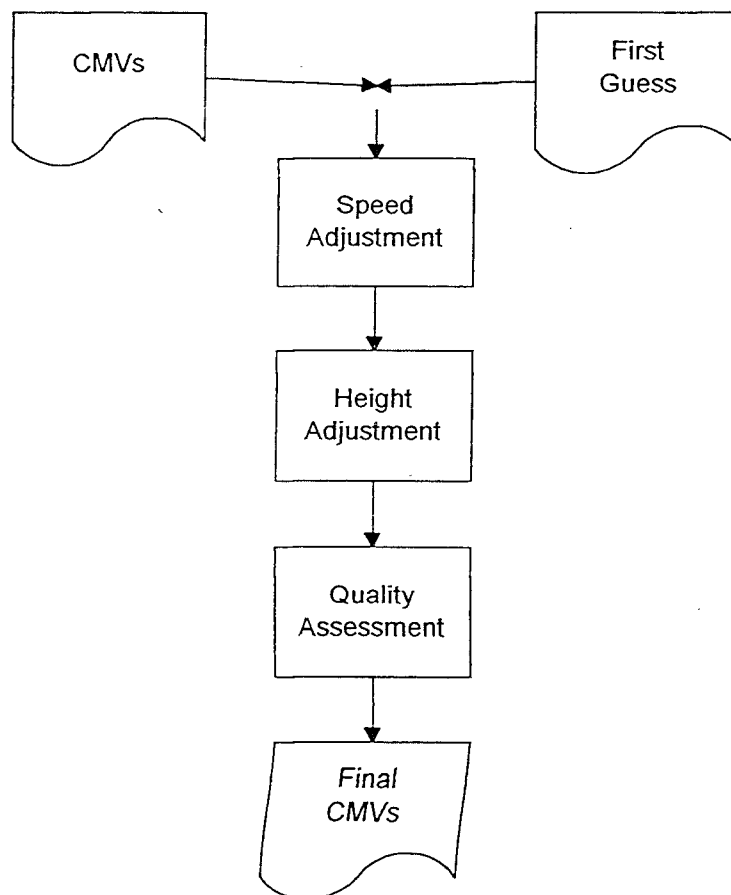 CMVs
First
Guess
Speed
Adjustment
Height
Adjustment
Quality
Assessment
Final
CMVs